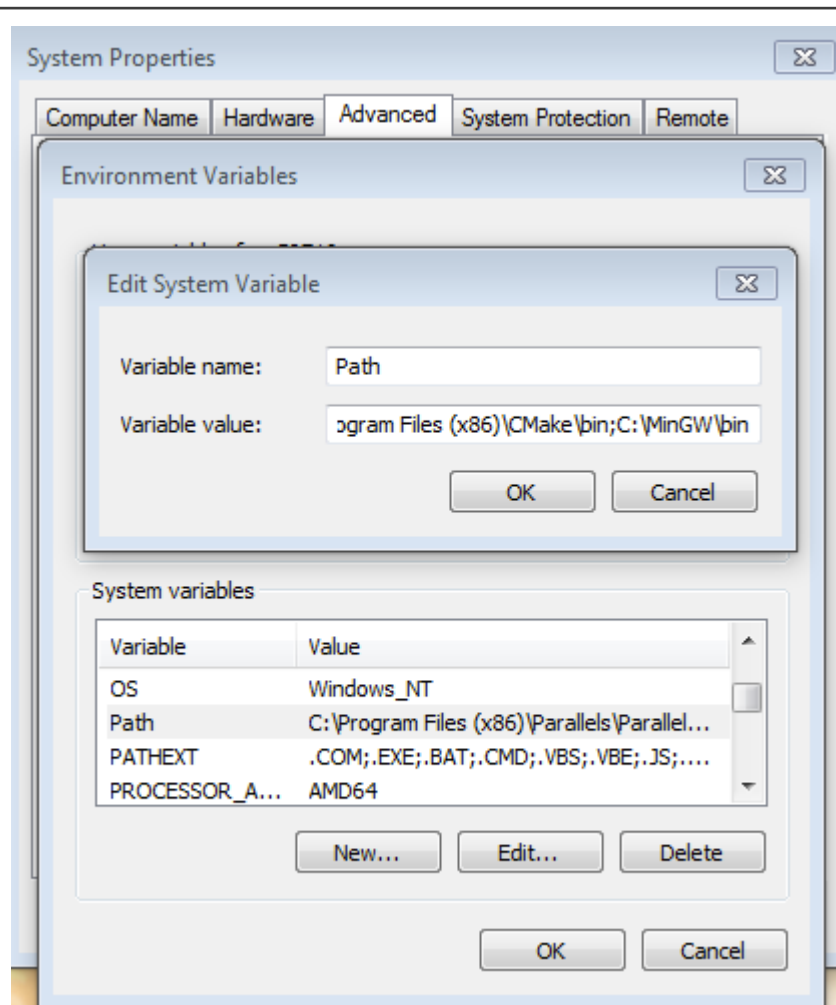 System Properties
Computer Name Hardware Advanced System Protection Remote
Environment Variables
Edit System Variable
Variable name: Path
Variable value: ogram Files (x86)\CMake\bin;C:\MinGW\bin
OK Cancel
System variables
Variable Value
OS Windows_NT
Path C:\Program Files (x86)\Parallels\Parallel...
PATHEXT .COM;.EXE;.BAT;.CMD;.VBS;.VBE;.JS;....
PROCESSOR_A... AMD64
New... Edit... Delete
OK Cancel